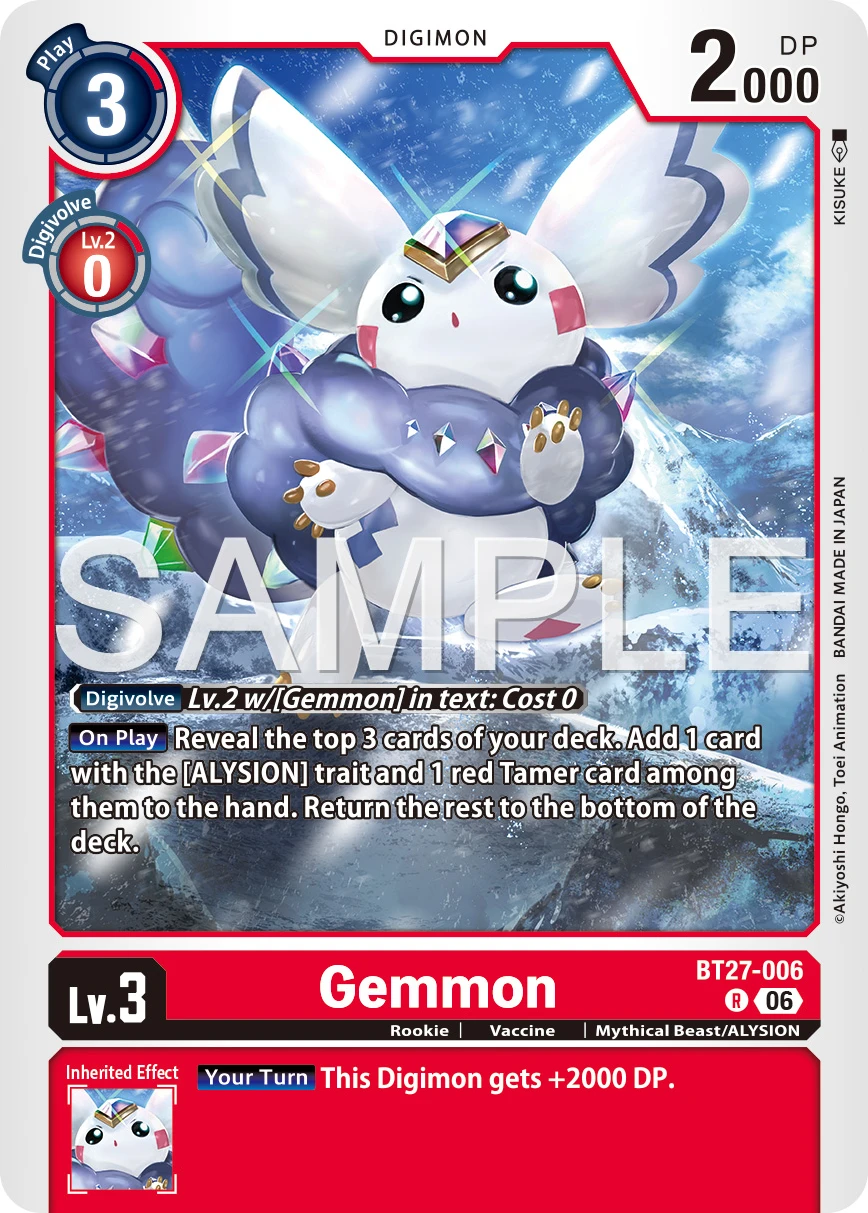 Play
3
DIGIMON
DP
2000
Digivolve
Lv.2
0
KISUKE
SAMPLE
Digivolve Lv.2 w/[Gemmon] in text: Cost 0
On Play Reveal the top 3 cards of your deck. Add 1 card
with the [ALYSION] trait and 1 red Tamer card among
them to the hand. Return the rest to the bottom of the
deck.
©Akiyoshi Hongo, Toei Animation BANDAI MADE IN JAPAN
Lv.3
Gemmon
BT27-006
R 06
Rookie | Vaccine | Mythical Beast/ALYSION
Inherited Effect
Your Turn This Digimon gets +2000 DP.